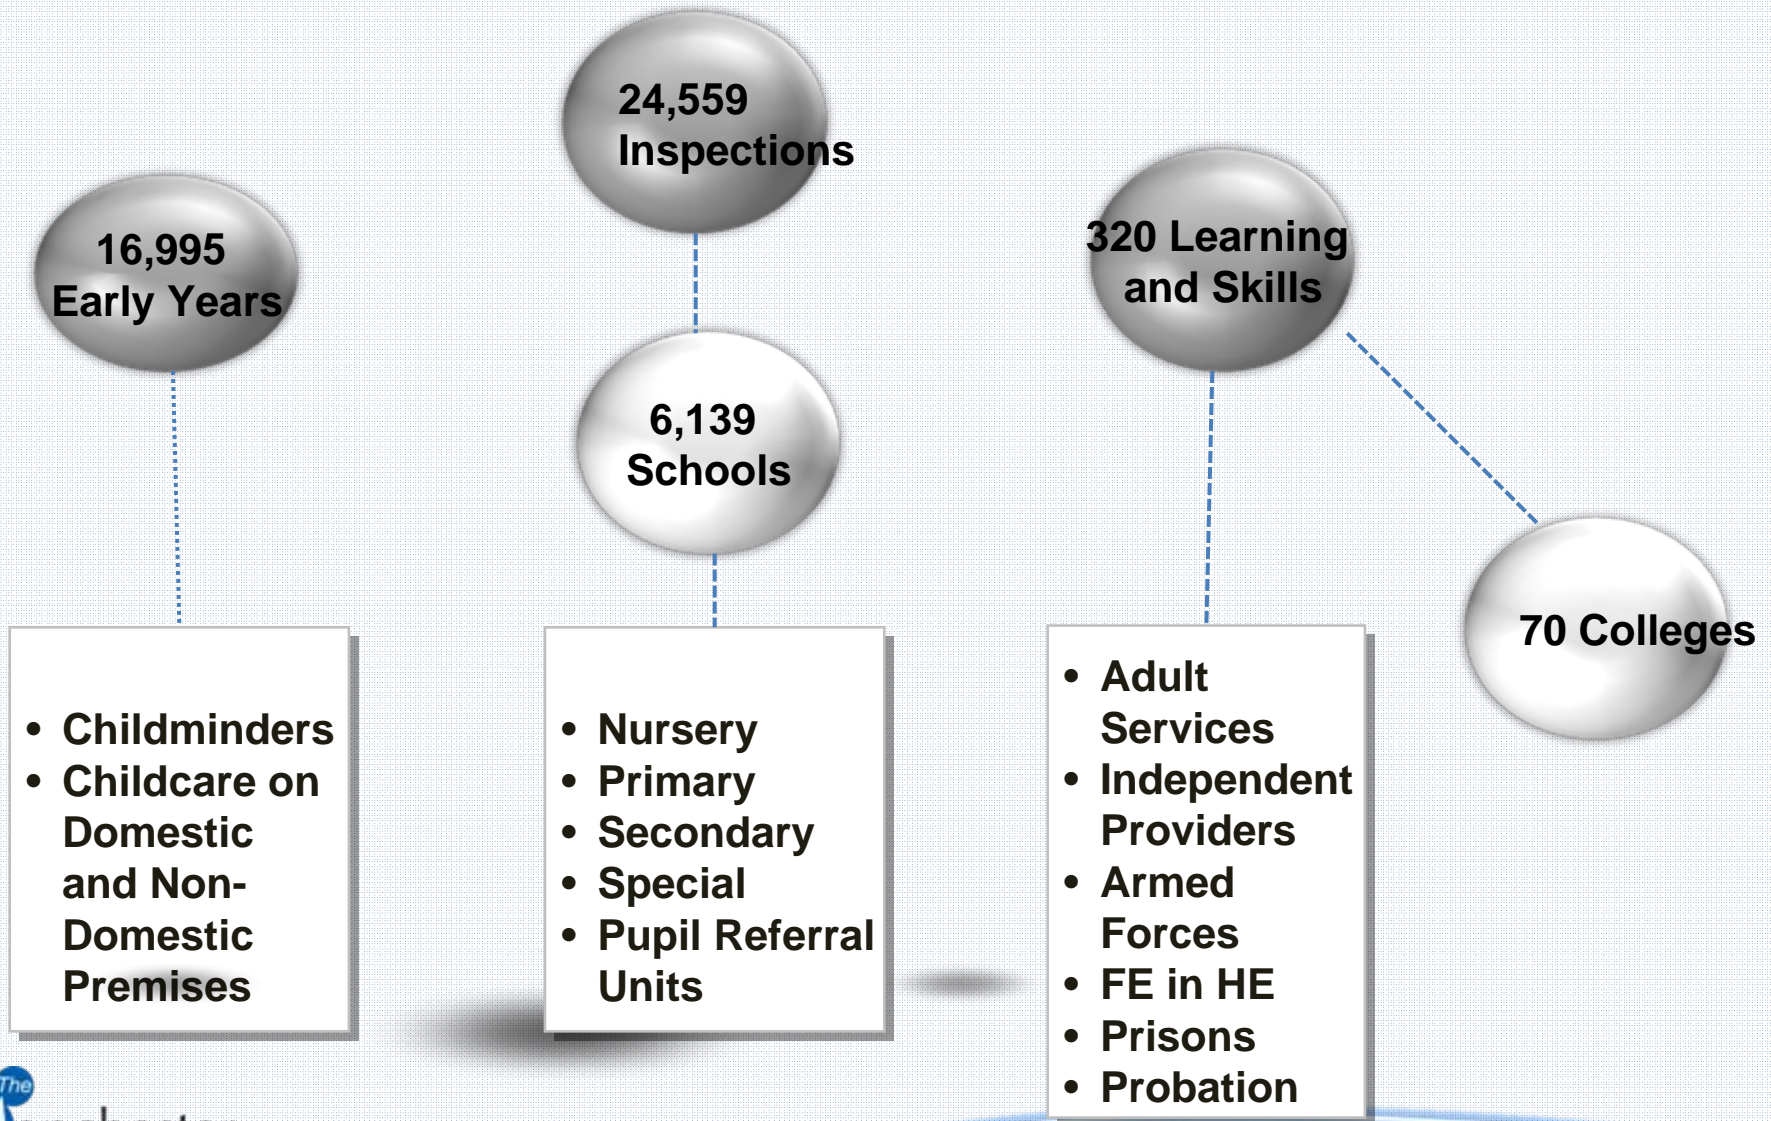 24,559
Inspections
16,995
Early Years
320 Learning
and Skills
6,139
Schools
70 Colleges
• Childminders
• Childcare on
Domestic
and Non-
Domestic
Premises
• Nursery
• Primary
• Secondary
• Special
• Pupil Referral
Units
• Adult
Services
• Independent
Providers
• Armed
Forces
• FE in HE
• Prisons
• Probation
The